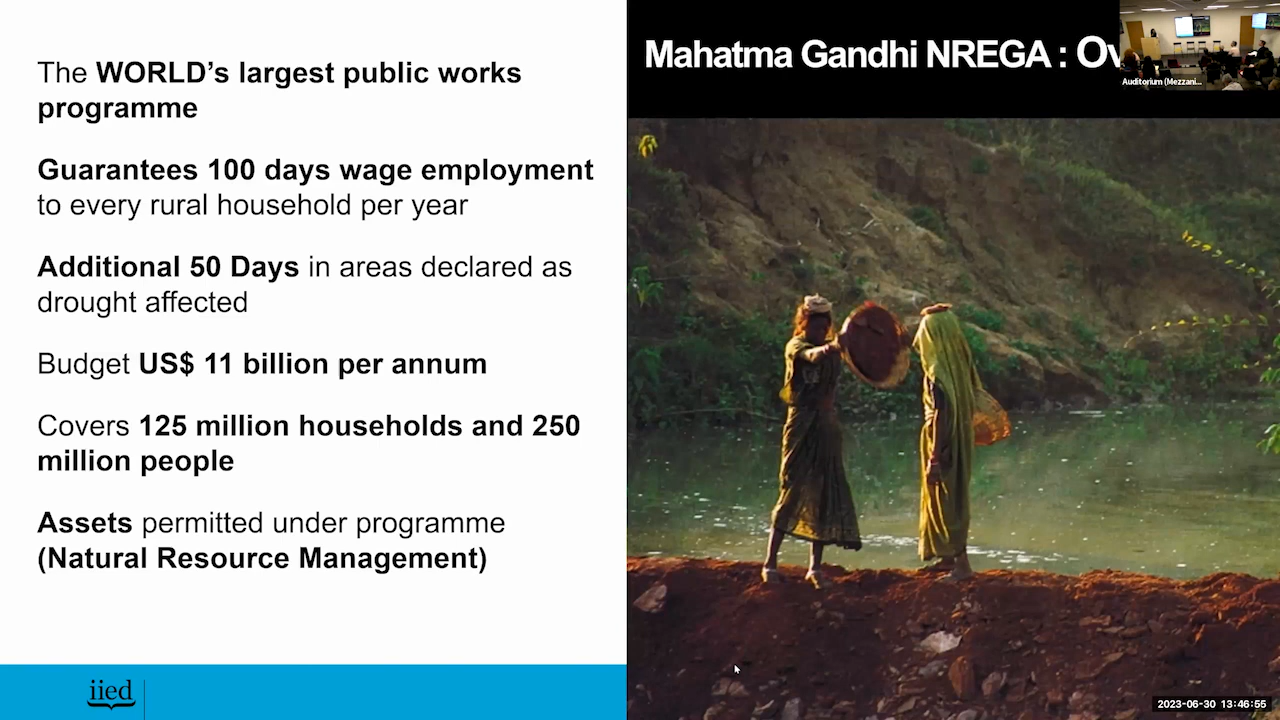 The WORLD's largest public works
programme
Guarantees 100 days wage employment
to every rural household per year
Additional 50 Days in areas declared as
drought affected
Budget US$ 11 billion per annum
Covers 125 million households and 250
million people
Assets permitted under programme
(Natural Resource Management)
iied
Mahatma Gandhi NREGA : Ov
Auditorium (Mezzani...
2023-06-30 13:46:55